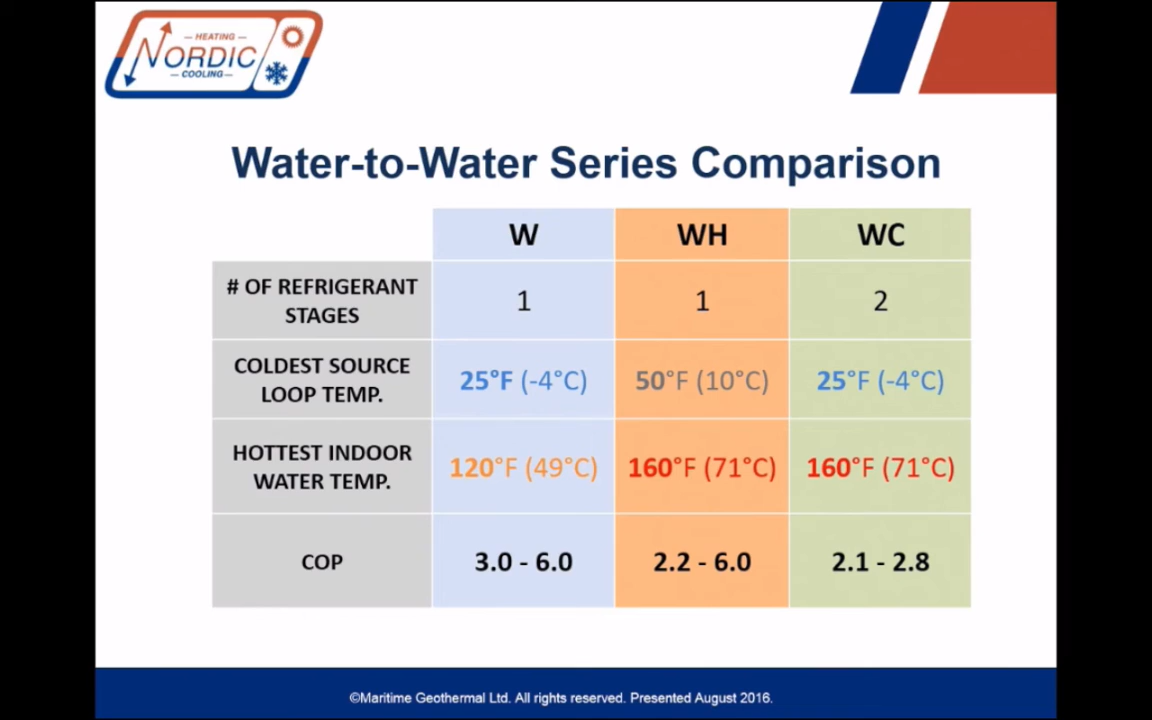 — HEATING —
NORDIC
— COOLING —
Water-to-Water Series Comparison
W WH WC
# OF REFRIGERANT
STAGES
1 1 2
COLDEST SOURCE
LOOP TEMP.
25°F (-4°C) 50°F (10°C) 25°F (-4°C)
HOTTEST INDOOR
WATER TEMP.
120°F (49°C) 160°F (71°C) 160°F (71°C)
COP 3.0 - 6.0 2.2 - 6.0 2.1 - 2.8
©Maritime Geothermal Ltd. All rights reserved. Presented August 2016.